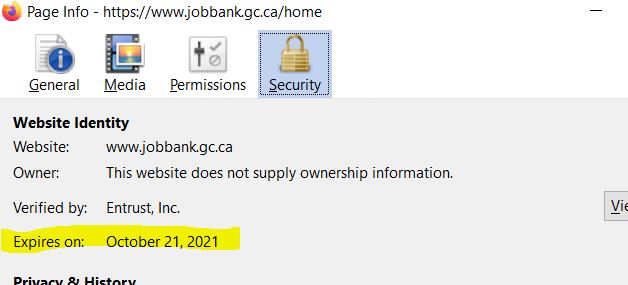 Page Info - https://www.jobbank.gc.ca/home
General Media Permissions Security
Website Identity
Website: www.jobbank.gc.ca
Owner: This website does not supply ownership information.
Verified by: Entrust, Inc.
Vie
Expires on: October 21, 2021
Privacy & History